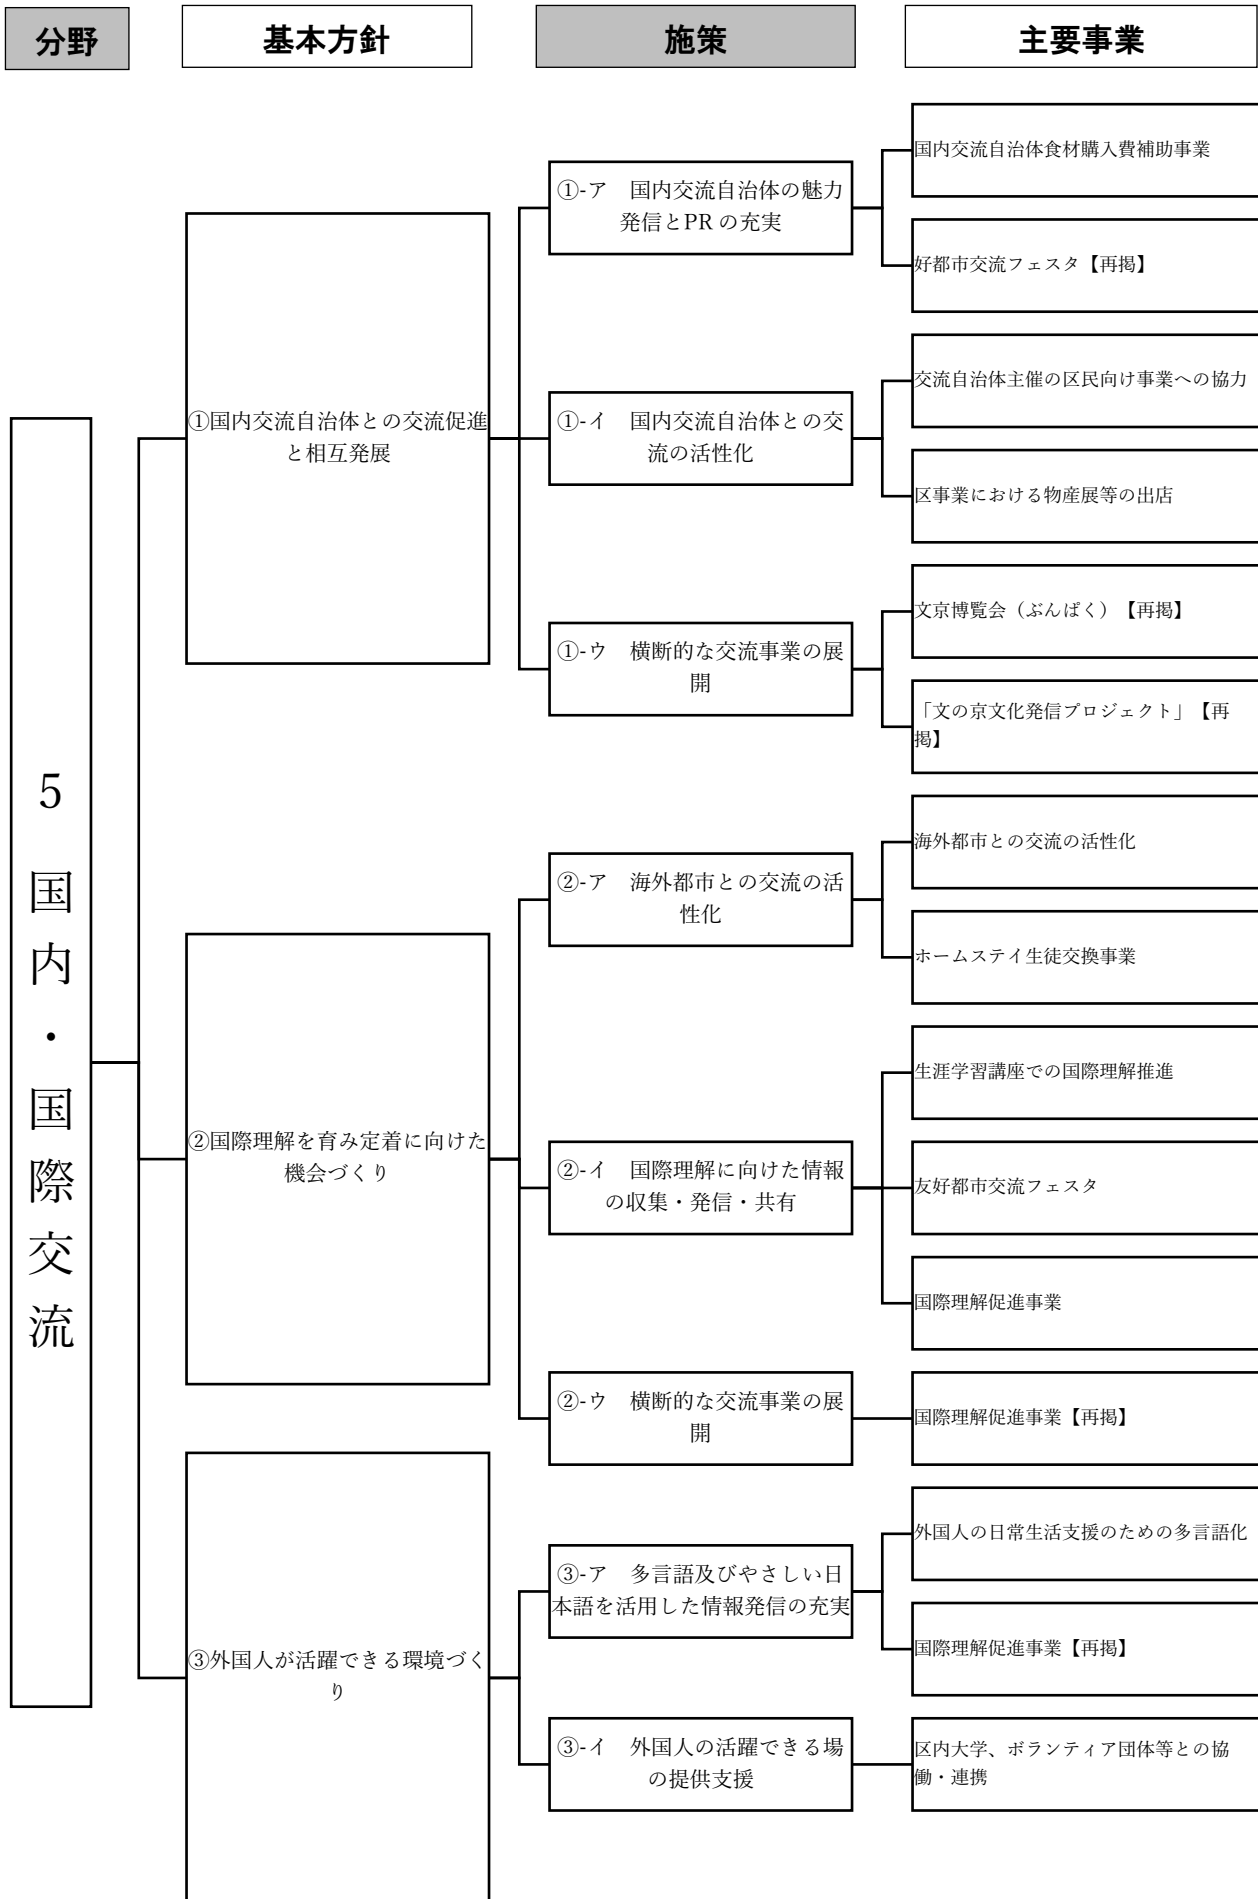 分野
基本方針
施策
主要事業
5 国内・国際交流
①国内交流自治体との交流促進
と相互発展
①-ア　国内交流自治体の魅力
発信とPR の充実
国内交流自治体食材購入費補助事業
好都市交流フェスタ【再掲】
①-イ　国内交流自治体との交
流の活性化
交流自治体主催の区民向け事業への協力
区事業における物産展等の出店
①-ウ　横断的な交流事業の展
開
文京博覧会（ぶんぱく）【再掲】
「文の京文化発信プロジェクト」【再
掲】
②国際理解を育み定着に向けた
機会づくり
②-ア　海外都市との交流の活
性化
海外都市との交流の活性化
ホームステイ生徒交換事業
②-イ　国際理解に向けた情報
の収集・発信・共有
生涯学習講座での国際理解推進
友好都市交流フェスタ
国際理解促進事業
②-ウ　横断的な交流事業の展
開
国際理解促進事業【再掲】
③外国人が活躍できる環境づく
り
③-ア　多言語及びやさしい日
本語を活用した情報発信の充実
外国人の日常生活支援のための多言語化
国際理解促進事業【再掲】
③-イ　外国人の活躍できる場
の提供支援
区内大学、ボランティア団体等との協
働・連携